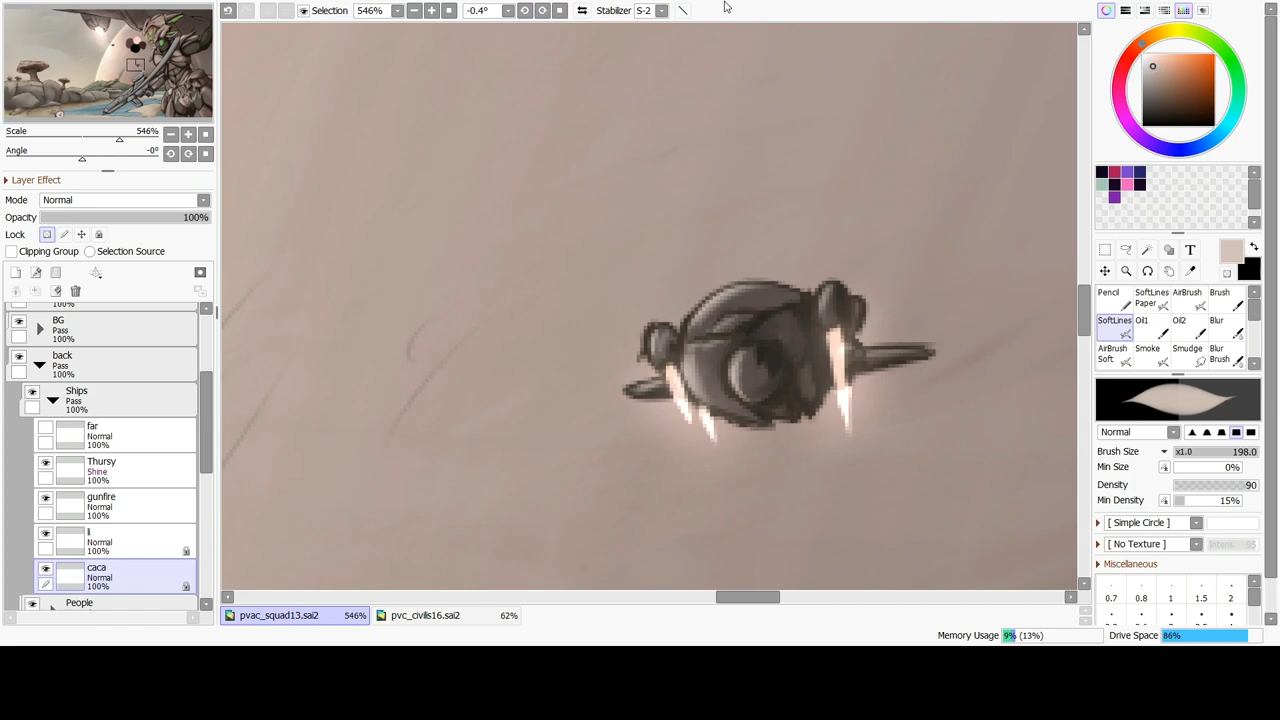 Selection 546% -0.4° Stabilizer S-2
Scale 546%
Angle -0°
Layer Effect
Mode Normal
Opacity 100%
Lock
Clipping Group Selection Source
100%
BG
Pass
100%
back
Pass
100%
Ships
Pass
100%
far
Normal
100%
Thursy
Shine
100%
gunfire
Normal
100%
li
Normal
100%
caca
Normal
100%
People
pvac_squad13.sai2 546% pvc_civilis16.sai2 62%
Memory Usage 9% (13%) Drive Space 86%
T
Pencil SoftLines Paper AirBrush Brush
SoftLines Oil1 Oil2 Blur
AirBrush Soft Smoke Smudge Blur Brush
Normal
Brush Size x1.0 198.0
Min Size 0%
Density 90
Min Density 15%
[ Simple Circle ]
[ No Texture ] Intens. 95
Miscellaneous
0.7 0.8 1 1.5 2